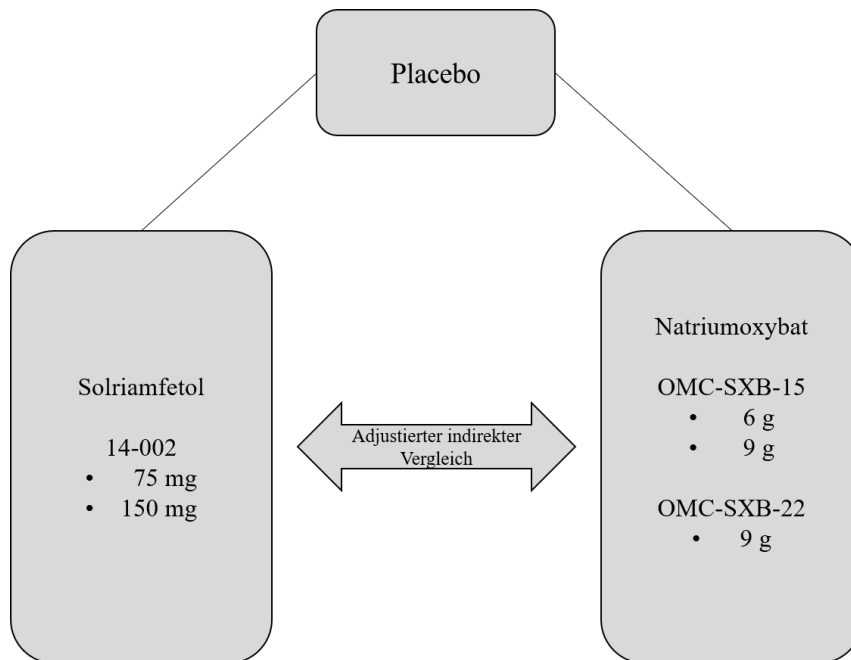 Placebo
Solriamfetol
14-002
• 75 mg
• 150 mg
Adjustierter indirekter
Vergleich
Natriumoxybat
OMC-SXB-15
• 6 g
• 9 g
OMC-SXB-22
• 9 g